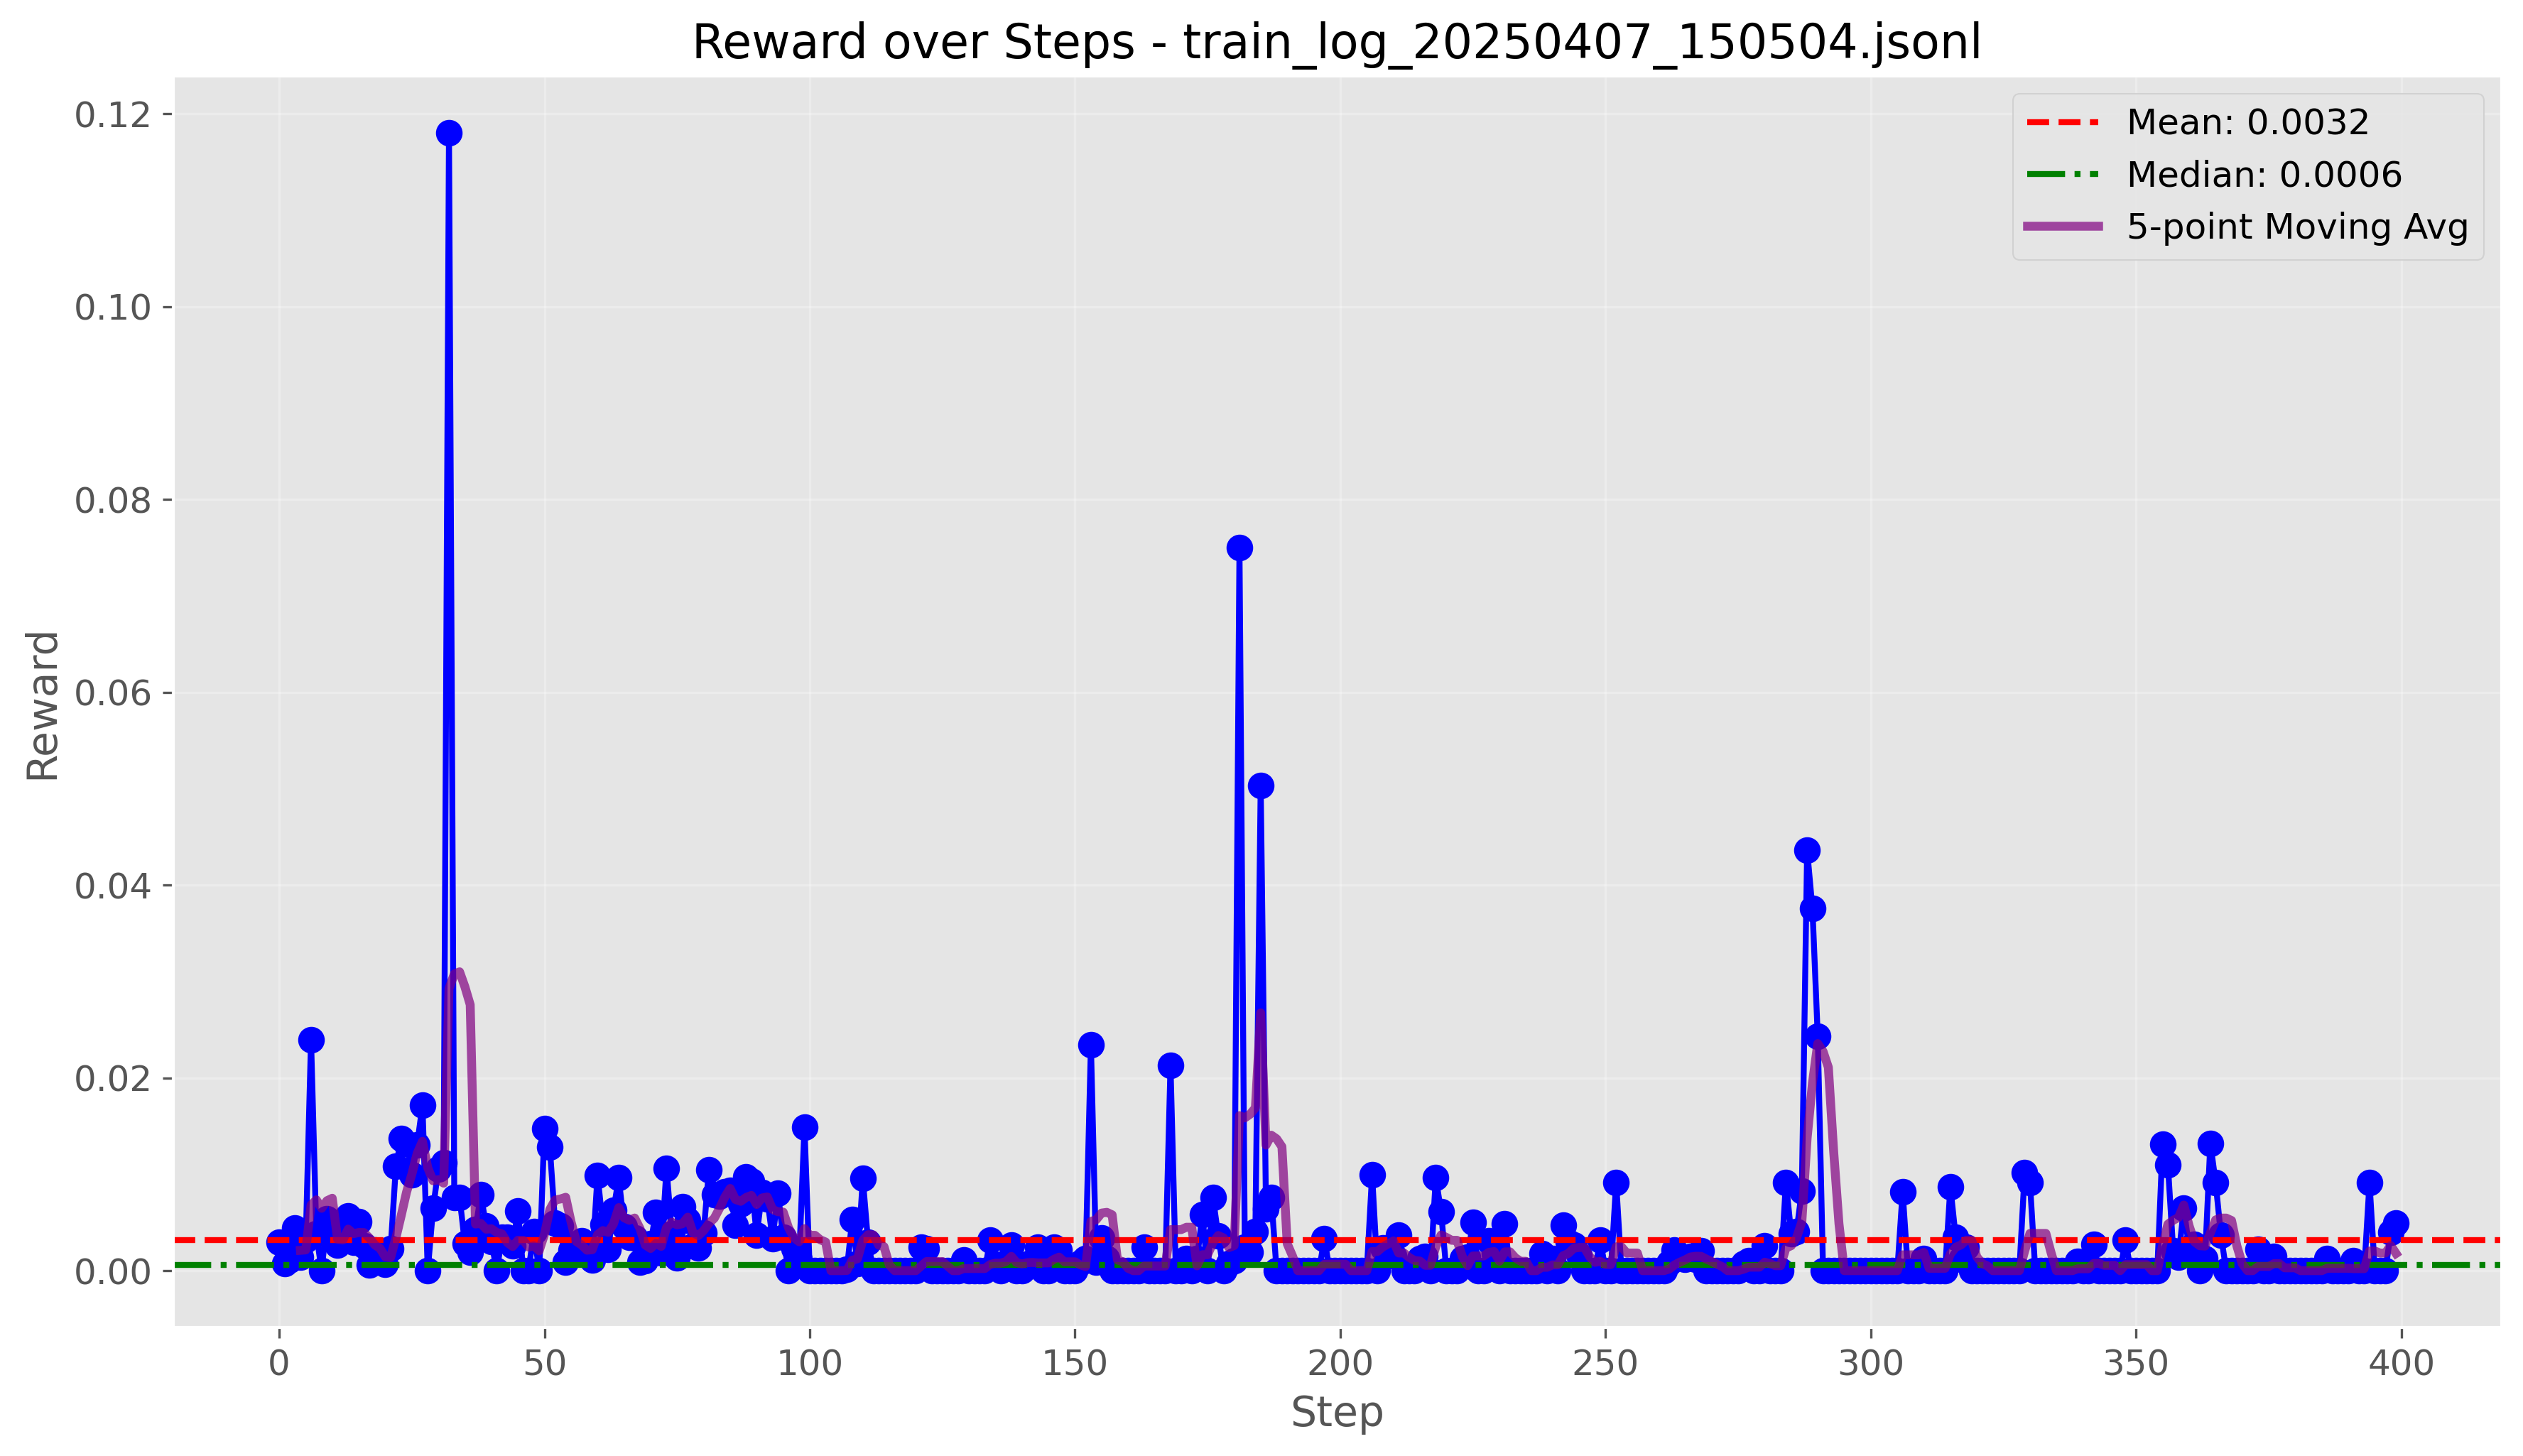 Reward over Steps - train_log_20250407_150504.jsonl
Mean: 0.0032
Median: 0.0006
5-point Moving Avg
0.12
0.10
0.08
0.06
0.04
0.02
0.00
Reward
0 50 100 150 200 250 300 350 400
Step